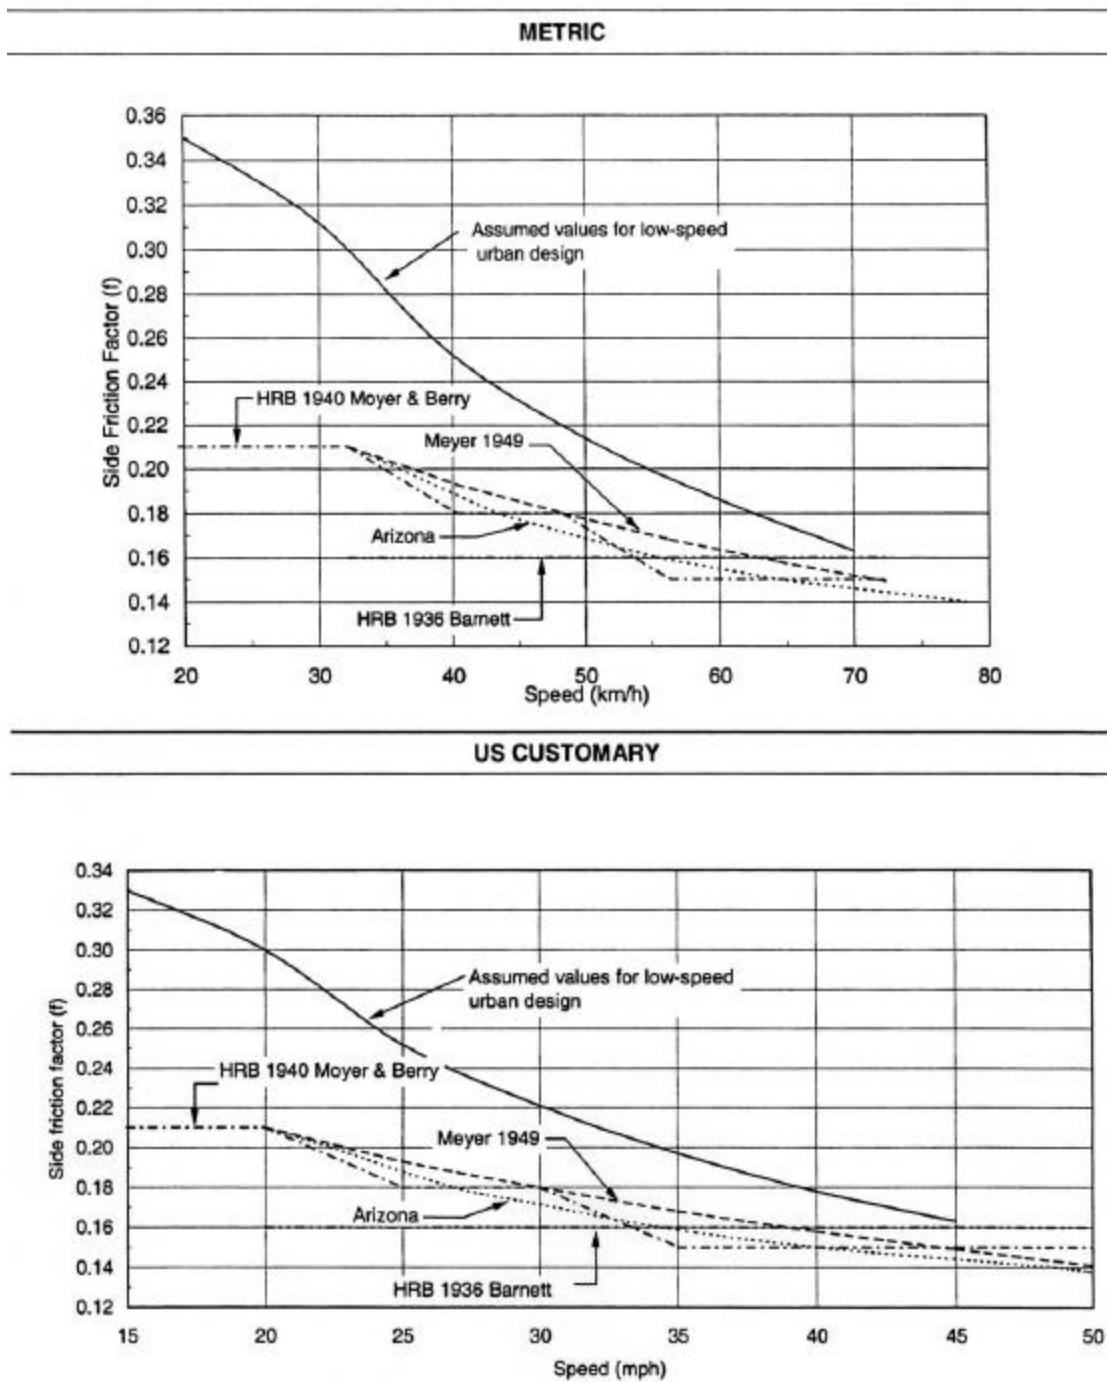 METRIC
0.36
0.34
0.32
0.30
0.28
0.26
0.24
0.22
0.20
0.18
0.16
0.14
0.12
Side Friction Factor (f)
Assumed values for low-speed
urban design
HRB 1940 Moyer & Berry
Meyer 1949
Arizona
HRB 1936 Barnett
20 30 40 50 60 70 80
Speed (km/h)
US CUSTOMARY
0.34
0.32
0.30
0.28
0.26
0.24
0.22
0.20
0.18
0.16
0.14
0.12
Side friction factor (f)
Assumed values for low-speed
urban design
HRB 1940 Moyer & Berry
Meyer 1949
Arizona
HRB 1936 Barnett
15 20 25 30 35 40 45 50
Speed (mph)